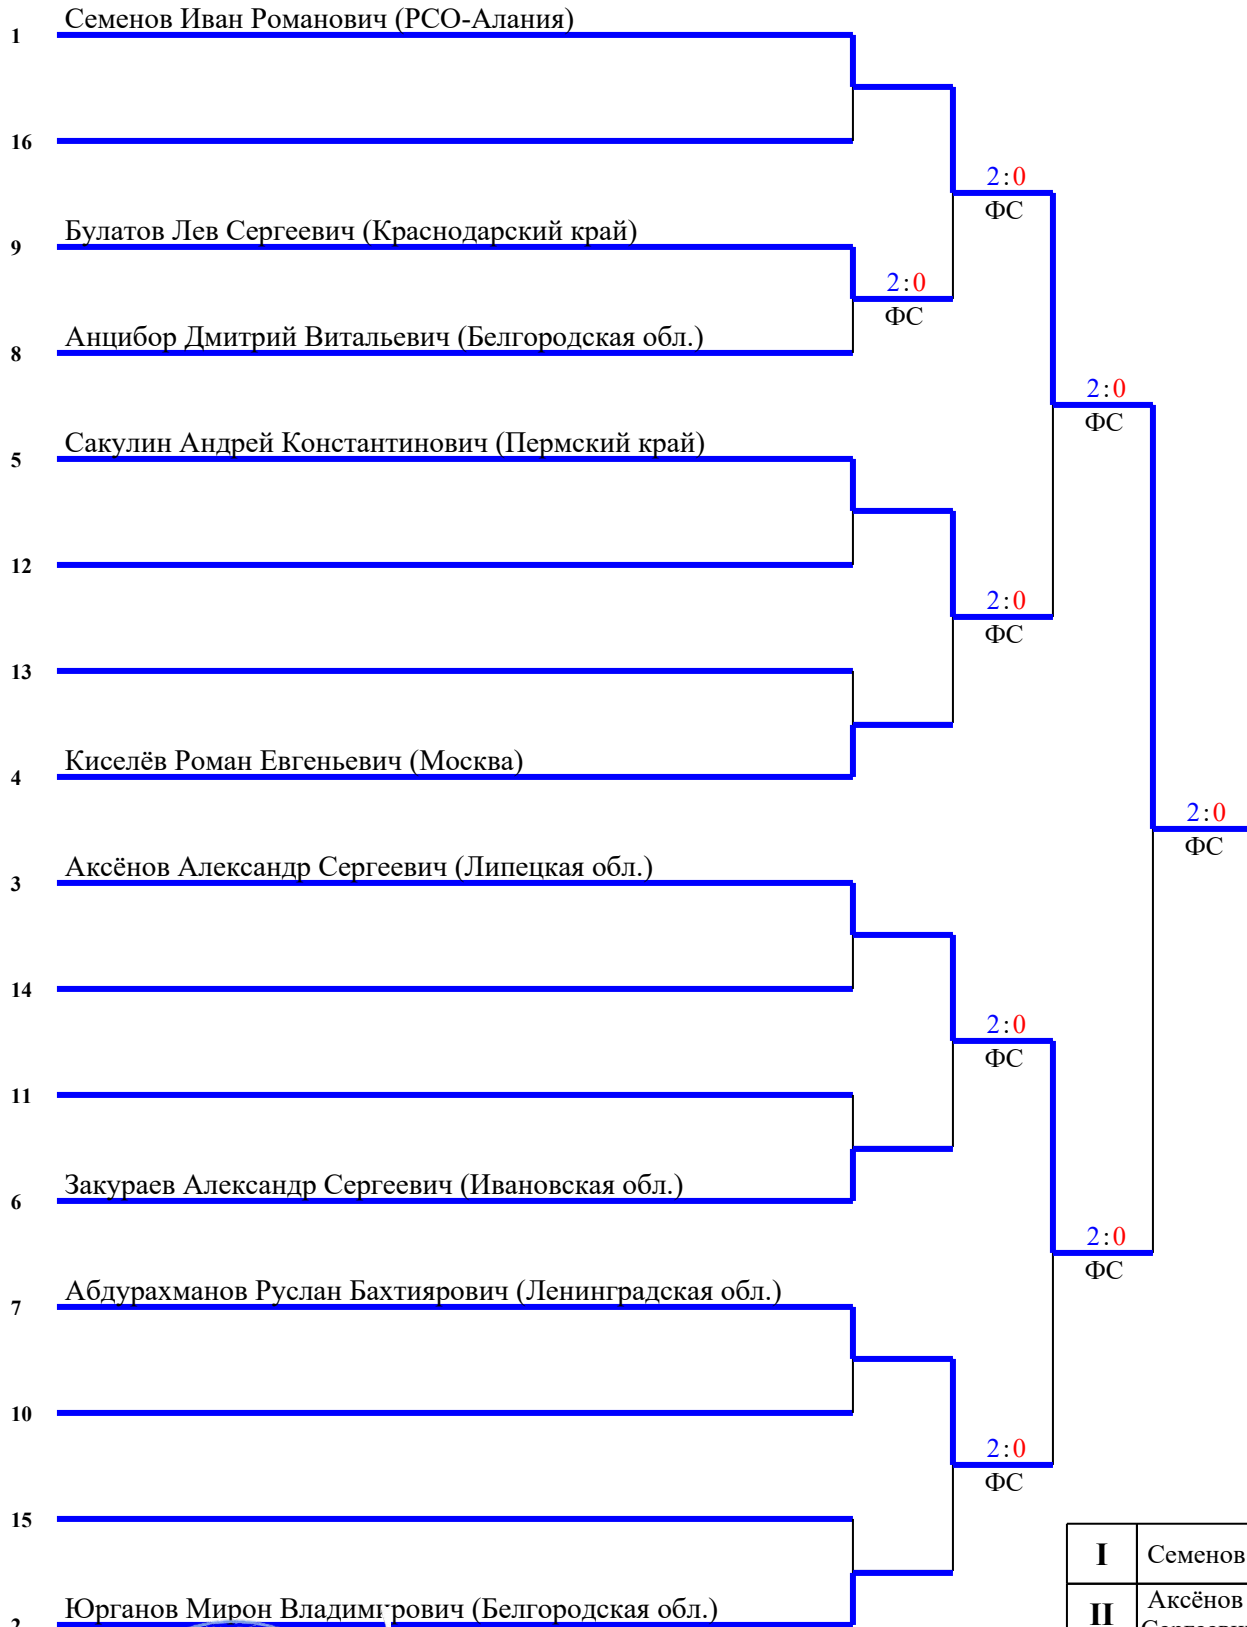 Семенов Иван Романович (РСО-Алания)
1
16
2:0
ФС
Булатов Лев Сергеевич (Краснодарский край)
9
2:0
ФС
Анцибор Дмитрий Витальевич (Белгородская обл.)
8
2:0
ФС
Сакулин Андрей Константинович (Пермский край)
5
12
2:0
ФС
13
Киселёв Роман Евгеньевич (Москва)
4
2:0
ФС
Аксёнов Александр Сергеевич (Липецкая обл.)
3
14
2:0
ФС
11
Закураев Александр Сергеевич (Ивановская обл.)
6
2:0
ФС
Абдурахманов Руслан Бахтиярович (Ленинградская обл.)
7
10
2:0
ФС
15
I Семенов
Юрганов Мирон Владимирович (Белгородская обл.)
2
II Аксёнов